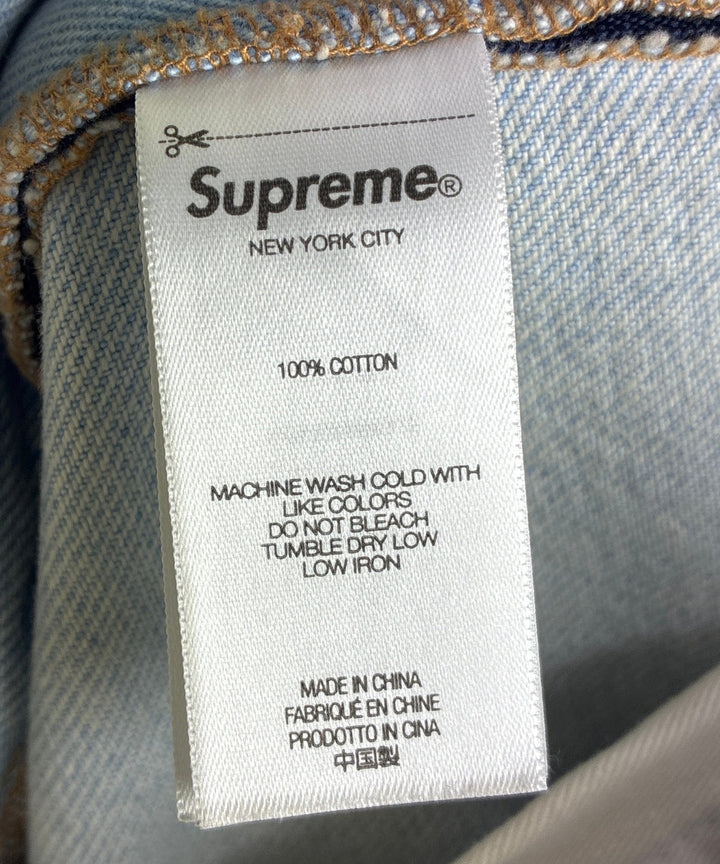 Supreme®
NEW YORK CITY
100% COTTON
MACHINE WASH COLD WITH
LIKE COLORS
DO NOT BLEACH
TUMBLE DRY LOW
LOW IRON
MADE IN CHINA
FABRIQUÉ EN CHINE
PRODOTTO IN CINA
中国製